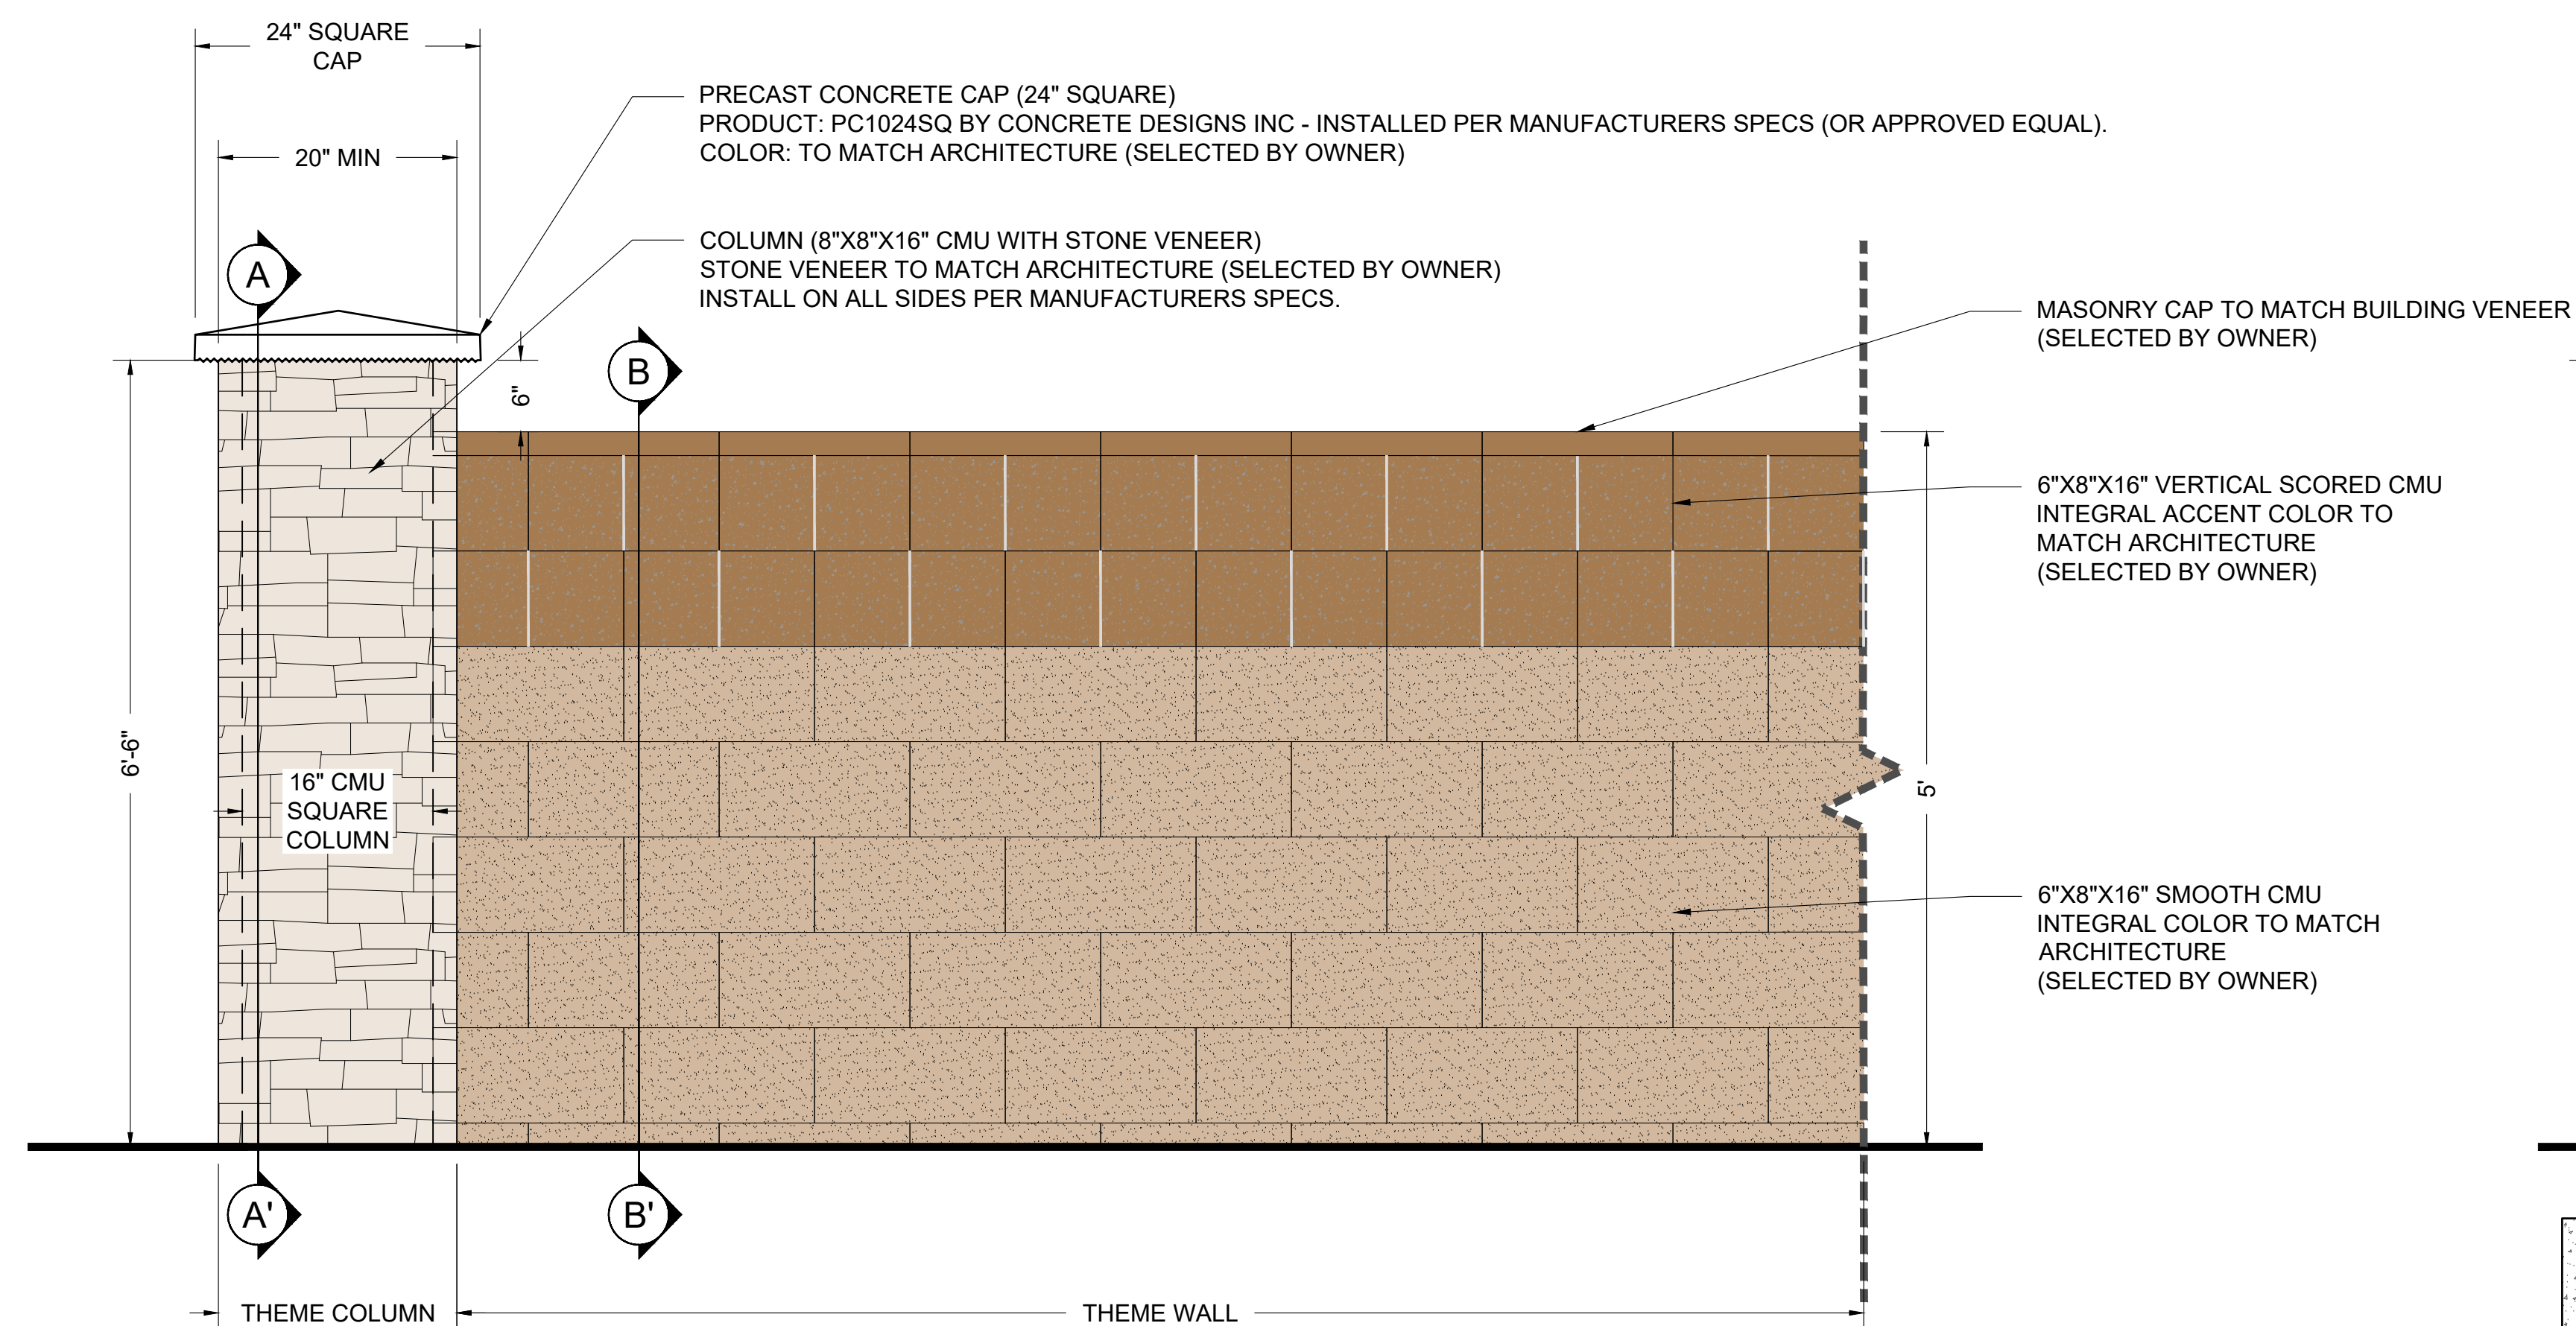 24" SQUARE
CAP
20" MIN
PRECAST CONCRETE CAP (24" SQUARE)
PRODUCT: PC1024SQ BY CONCRETE DESIGNS INC - INSTALLED PER MANUFACTURERS SPECS (OR APPROVED EQUAL).
COLOR: TO MATCH ARCHITECTURE (SELECTED BY OWNER)
COLUMN (8"X8"X16" CMU WITH STONE VENEER)
STONE VENEER TO MATCH ARCHITECTURE (SELECTED BY OWNER)
INSTALL ON ALL SIDES PER MANUFACTURERS SPECS.
A
B
6"
MASONRY CAP TO MATCH BUILDING VENEER
(SELECTED BY OWNER)
6"X8"X16" VERTICAL SCORED CMU
INTEGRAL ACCENT COLOR TO
MATCH ARCHITECTURE
(SELECTED BY OWNER)
6'-6"
16" CMU
SQUARE
COLUMN
5'
6"X8"X16" SMOOTH CMU
INTEGRAL COLOR TO MATCH
ARCHITECTURE
(SELECTED BY OWNER)
A'
B'
THEME COLUMN
THEME WALL